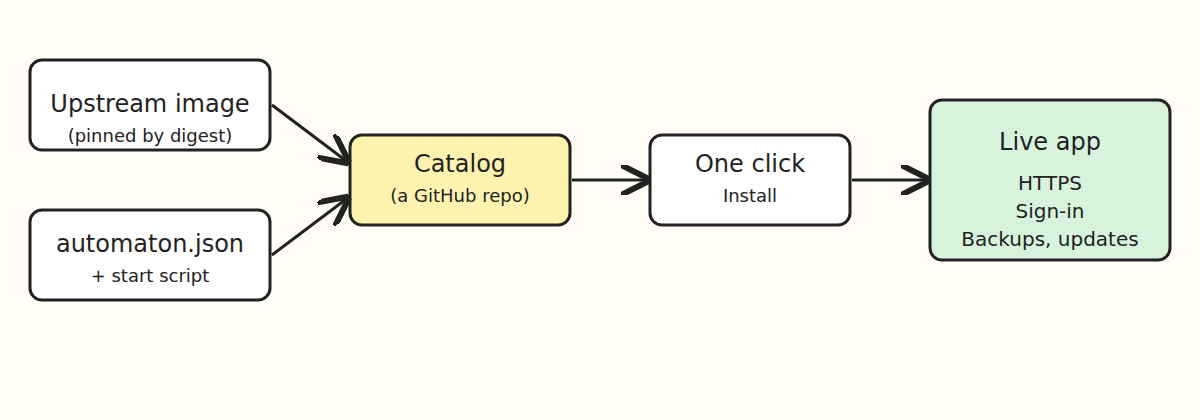 Upstream image
(pinned by digest)
automaton.json
+ start script
Catalog
(a GitHub repo)
One click
Install
Live app
HTTPS
Sign-in
Backups, updates